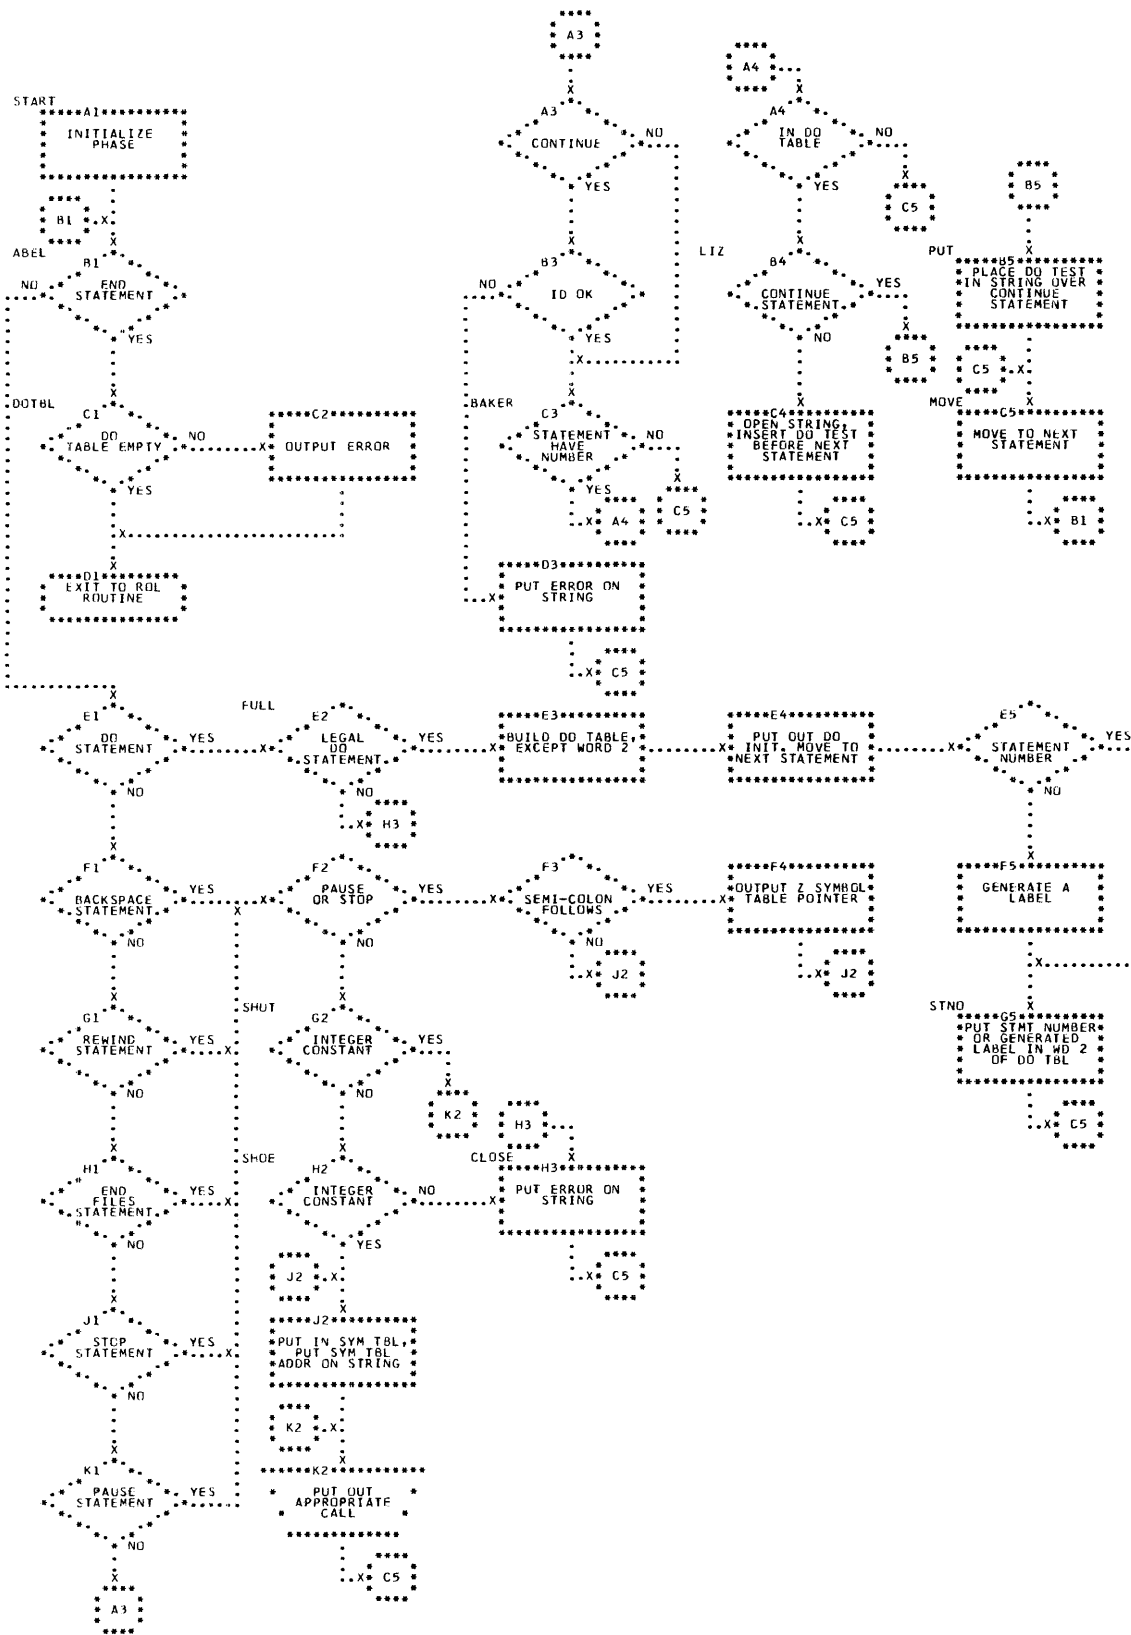 A3
A4
START
A1
INITIALIZE
PHASE
A3
CONTINUE
NO
YES
A4
IN DO
TABLE
NO
YES
C5
B5
B1
ABEL
B1
END
STATEMENT
NO
YES
B3
ID OK
NO
YES
LIZ
B4
CONTINUE
STATEMENT
YES
NO
B5
PUT
B5
PLACE DO TEST
IN STRING OVER
CONTINUE
STATEMENT
C5
DOTBL
C1
DO
TABLE EMPTY
NO
YES
C2
OUTPUT ERROR
BAKER
C3
STATEMENT
HAVE
NUMBER
NO
YES
A4
C5
C4
OPEN STRING,
INSERT DO TEST
BEFORE NEXT
STATEMENT
C5
MOVE
C5
MOVE TO NEXT
STATEMENT
B1
D1
EXIT TO ROL
ROUTINE
D3
PUT ERROR ON
STRING
C5
E1
DO
STATEMENT
YES
NO
FULL
E2
LEGAL
DO
STATEMENT
YES
NO
H3
E3
BUILD DO TABLE,
EXCEPT WORD 2
E4
PUT OUT DO
INIT, MOVE TO
NEXT STATEMENT
E5
STATEMENT
NUMBER
YES
NO
F1
BACKSPACE
STATEMENT
YES
NO
F2
PAUSE
OR STOP
YES
NO
F3
SEMI-COLON
FOLLOWS
YES
NO
J2
F4
OUTPUT Z SYMBOL
TABLE POINTER
J2
F5
GENERATE A
LABEL
G1
REWIND
STATEMENT
YES
NO
SHUT
G2
INTEGER
CONSTANT
YES
NO
K2
STNO
G5
PUT STMT NUMBER
OR GENERATED
LABEL IN WD 2
OF DO TBL
C5
H1
END
FILES
STATEMENT
YES
NO
SHOE
H2
INTEGER
CONSTANT
NO
YES
H3
CLOSE
H3
PUT ERROR ON
STRING
C5
J2
J1
STOP
STATEMENT
YES
NO
J2
PUT IN SYM TBL,
PUT SYM TBL
ADDR ON STRING
K2
K1
PAUSE
STATEMENT
YES
NO
K2
PUT OUT
APPROPRIATE
CALL
C5
A3